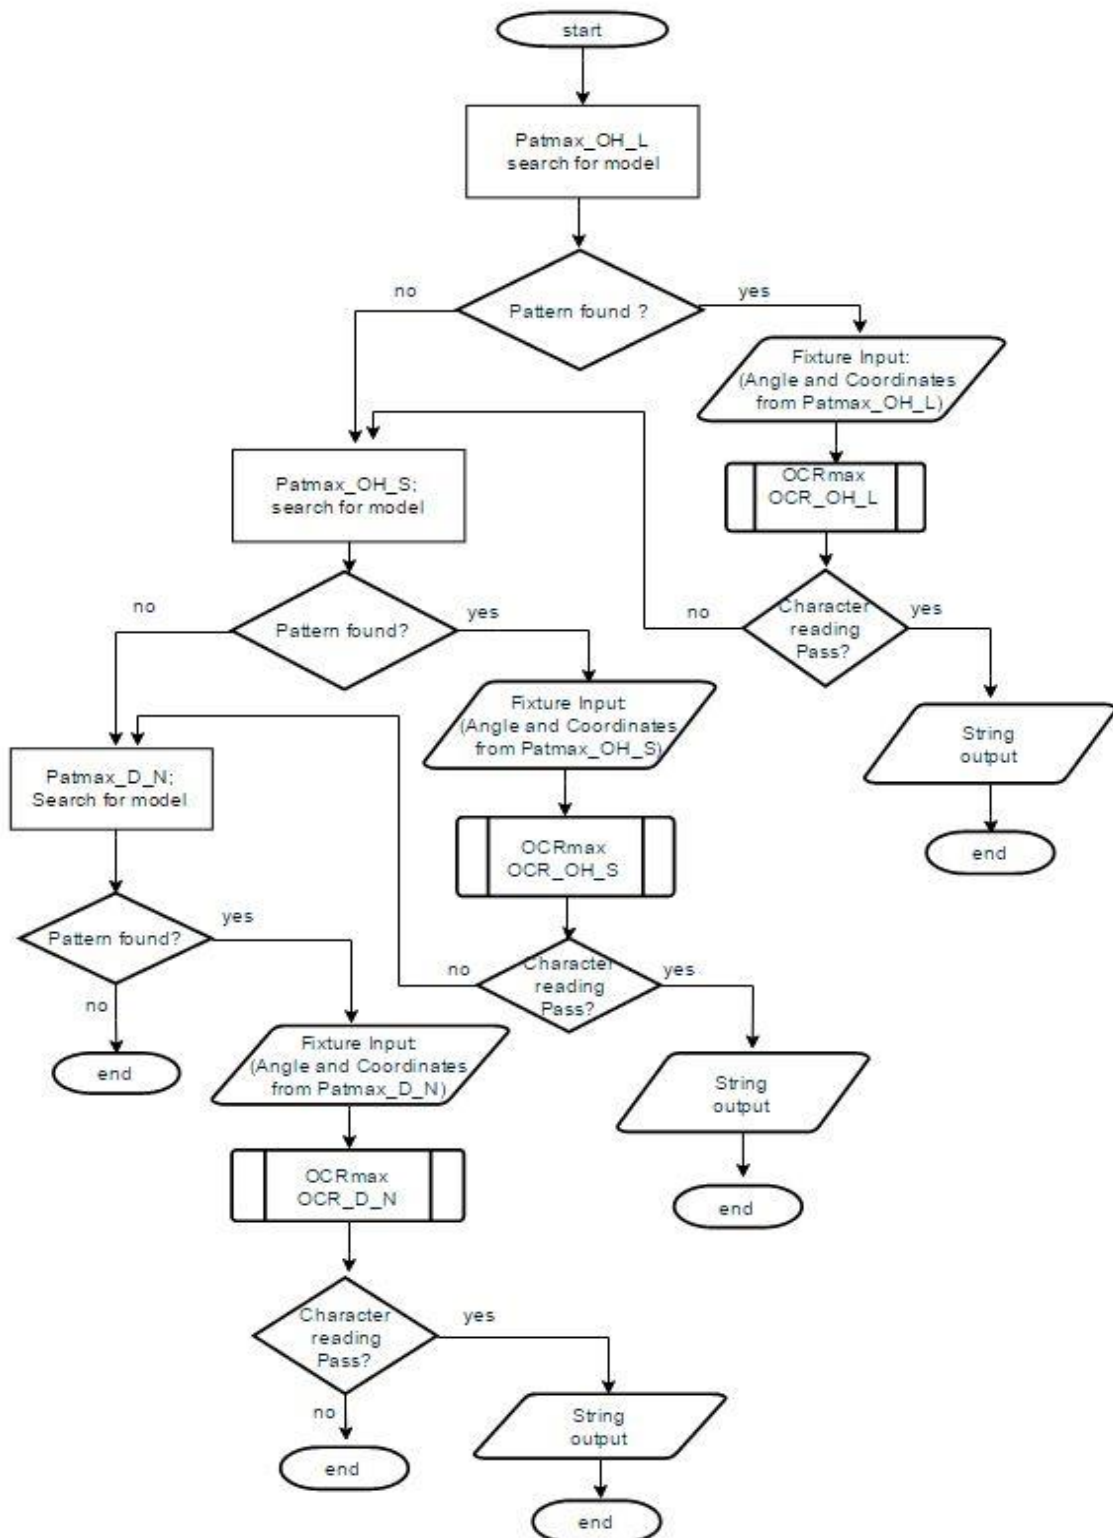 start
Patmax_OH_L
search for model
Pattern found ?
no
yes
Fixture Input:
(Angle and Coordinates
from Patmax_OH_L)
OCRmax
OCR_OH_L
Character
reading
Pass?
no
yes
String
output
end
Patmax_OH_S;
search for model
Pattern found?
no
yes
Fixture Input:
(Angle and Coordinates
from Patmax_OH_S)
OCRmax
OCR_OH_S
Character
reading
Pass?
no
yes
String
output
end
Patmax_D_N;
Search for model
Pattern found?
yes
no
end
Fixture Input:
(Angle and Coordinates
from Patmax_D_N)
OCRmax
OCR_D_N
Character
reading
Pass?
yes
no
end
String
output
end